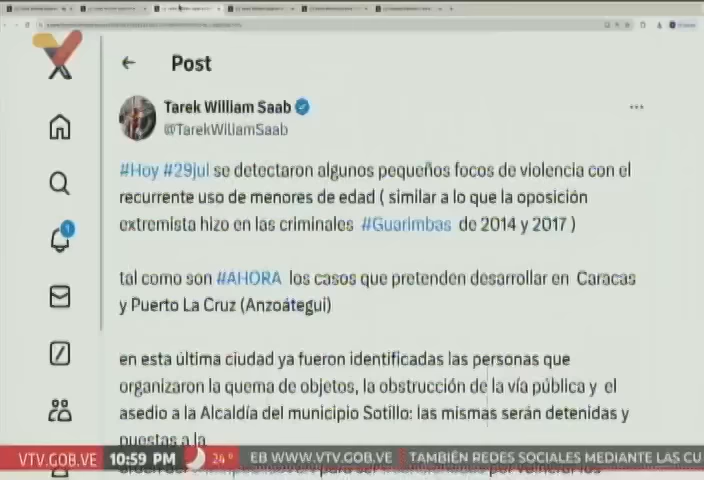 Post
Tarek William Saab
@TarekWiliamSaab
#Hoy #29jul se detectaron algunos pequeños focos de violencia con el
recurrente uso de menores de edad ( similar a lo que la oposición
extremista hizo en las criminales #Guarimbas de 2014 y 2017 )
tal como son #AHORA los casos que pretenden desarrollar en Caracas
y Puerto La Cruz (Anzoátegui)
en esta última ciudad ya fueron identificadas las personas que
organizaron la quema de objetos, la obstrucción de la vía pública y el
asedio a la Alcaldía del municipio Sotillo: las mismas serán detenidas y
puestas a la
VTV.GOB.VE 10:59 PM 24° EB WWW.VTV.GOB.VE TAMBIÉN REDES SOCIALES MEDIANTE LAS CU